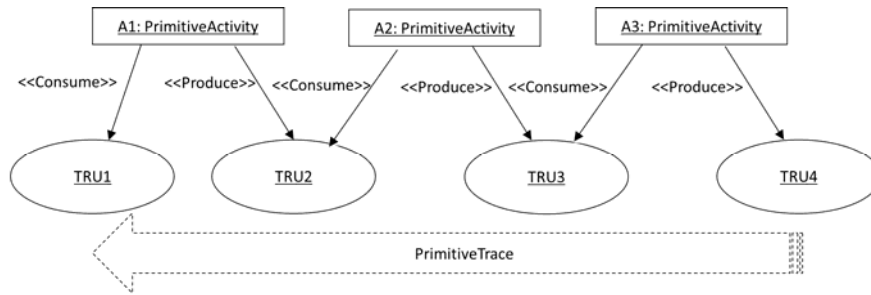 A1: PrimitiveActivity
A2: PrimitiveActivity
A3: PrimitiveActivity
<<Consume>>
<<Produce>>
<<Consume>>
<<Produce>>
<<Consume>>
<<Produce>>
TRU1
TRU2
TRU3
TRU4
PrimitiveTrace